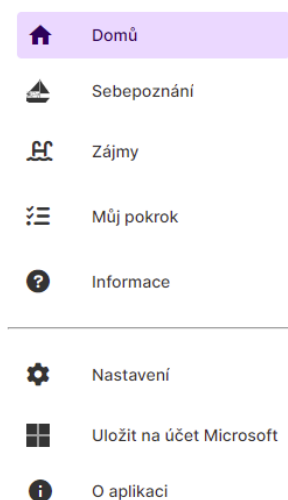 Domů
Sebepoznání
Zájmy
Můj pokrok
Informace
Nastavení
Uložit na účet Microsoft
O aplikaci